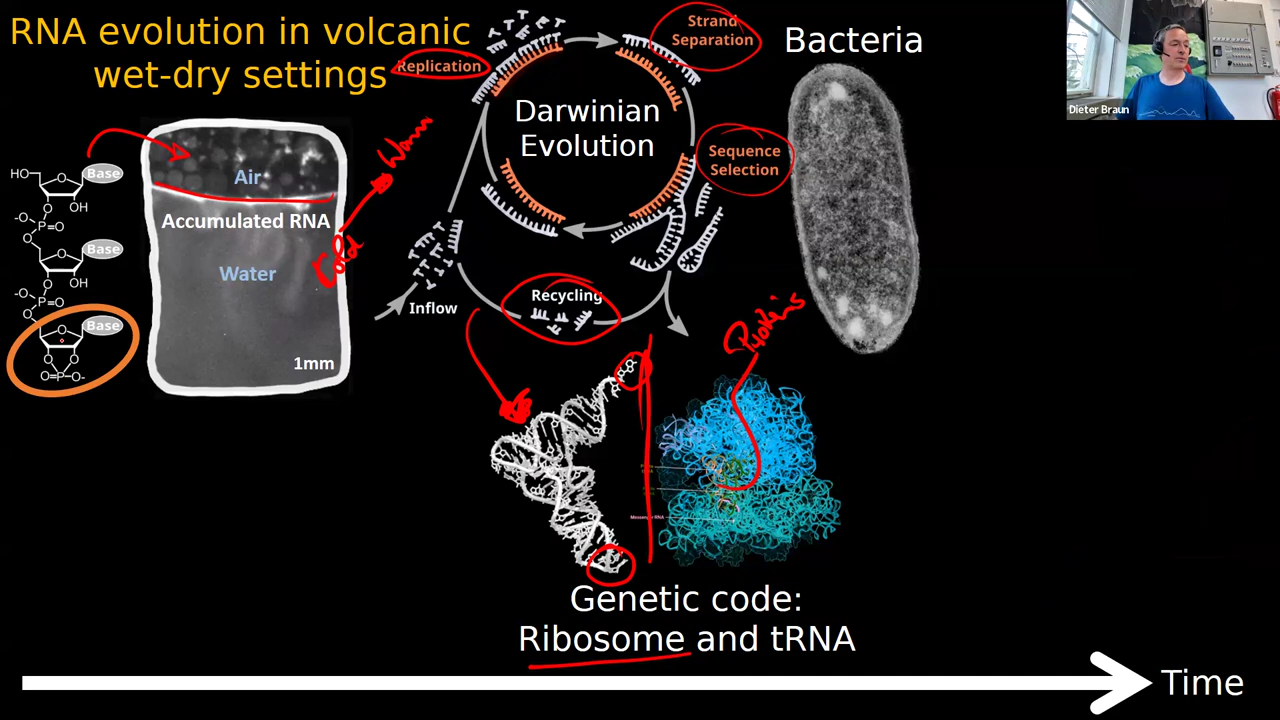 RNA evolution in volcanic
wet-dry settings
Replication
Strand
Separation
Bacteria
Dieter Braun
Darwinian
Evolution
Sequence
Selection
Warm
Air
Accumulated RNA
Cold
Water
1mm
HO
Base
OH
-O
P
O
O
O
Base
OH
-O
P
O
O
O
Base
O
O
O
P
O-
Inflow
Recycling
Proteins
Messenger RNA
Genetic code:
Ribosome and tRNA
Time